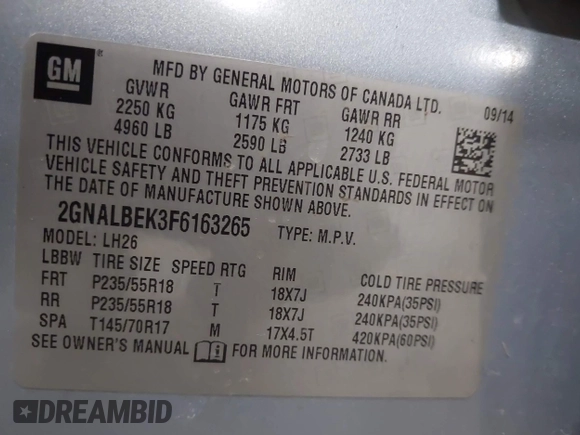 GM ®
MFD BY GENERAL MOTORS OF CANADA LTD.
GVWR GAWR FRT GAWR RR 09/14
2250 KG 1175 KG 1240 KG
4960 LB 2590 LB 2733 LB
THIS VEHICLE CONFORMS TO ALL APPLICABLE U.S. FEDERAL MOTOR
VEHICLE SAFETY AND THEFT PREVENTION STANDARDS IN EFFECT ON
THE DATE OF MANUFACTURE SHOWN ABOVE.
2GNALBEK3F6163265 TYPE: M.P.V.
MODEL: LH26
LBBW TIRE SIZE SPEED RTG RIM COLD TIRE PRESSURE
FRT P235/55R18 T 18X7J 240KPA(35PSI)
RR P235/55R18 T 18X7J 240KPA(35PSI)
SPA T145/70R17 M 17X4.5T 420KPA(60PSI)
SEE OWNER'S MANUAL FOR MORE INFORMATION.
DREAMBID